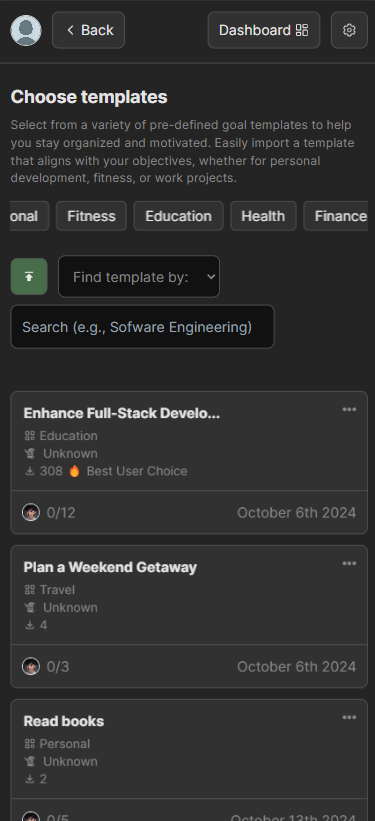 Back
Dashboard
Choose templates
Select from a variety of pre-defined goal templates to help
you stay organized and motivated. Easily import a template
that aligns with your objectives, whether for personal
development, fitness, or work projects.
onal Fitness Education Health Finance
Find template by:
Search (e.g., Sofware Engineering)
Enhance Full-Stack Develo...
Education
Unknown
308 🔥 Best User Choice
0/12 October 6th 2024
Plan a Weekend Getaway
Travel
Unknown
4
0/3 October 6th 2024
Read books
Personal
Unknown
2
0/5 October 13th 2024